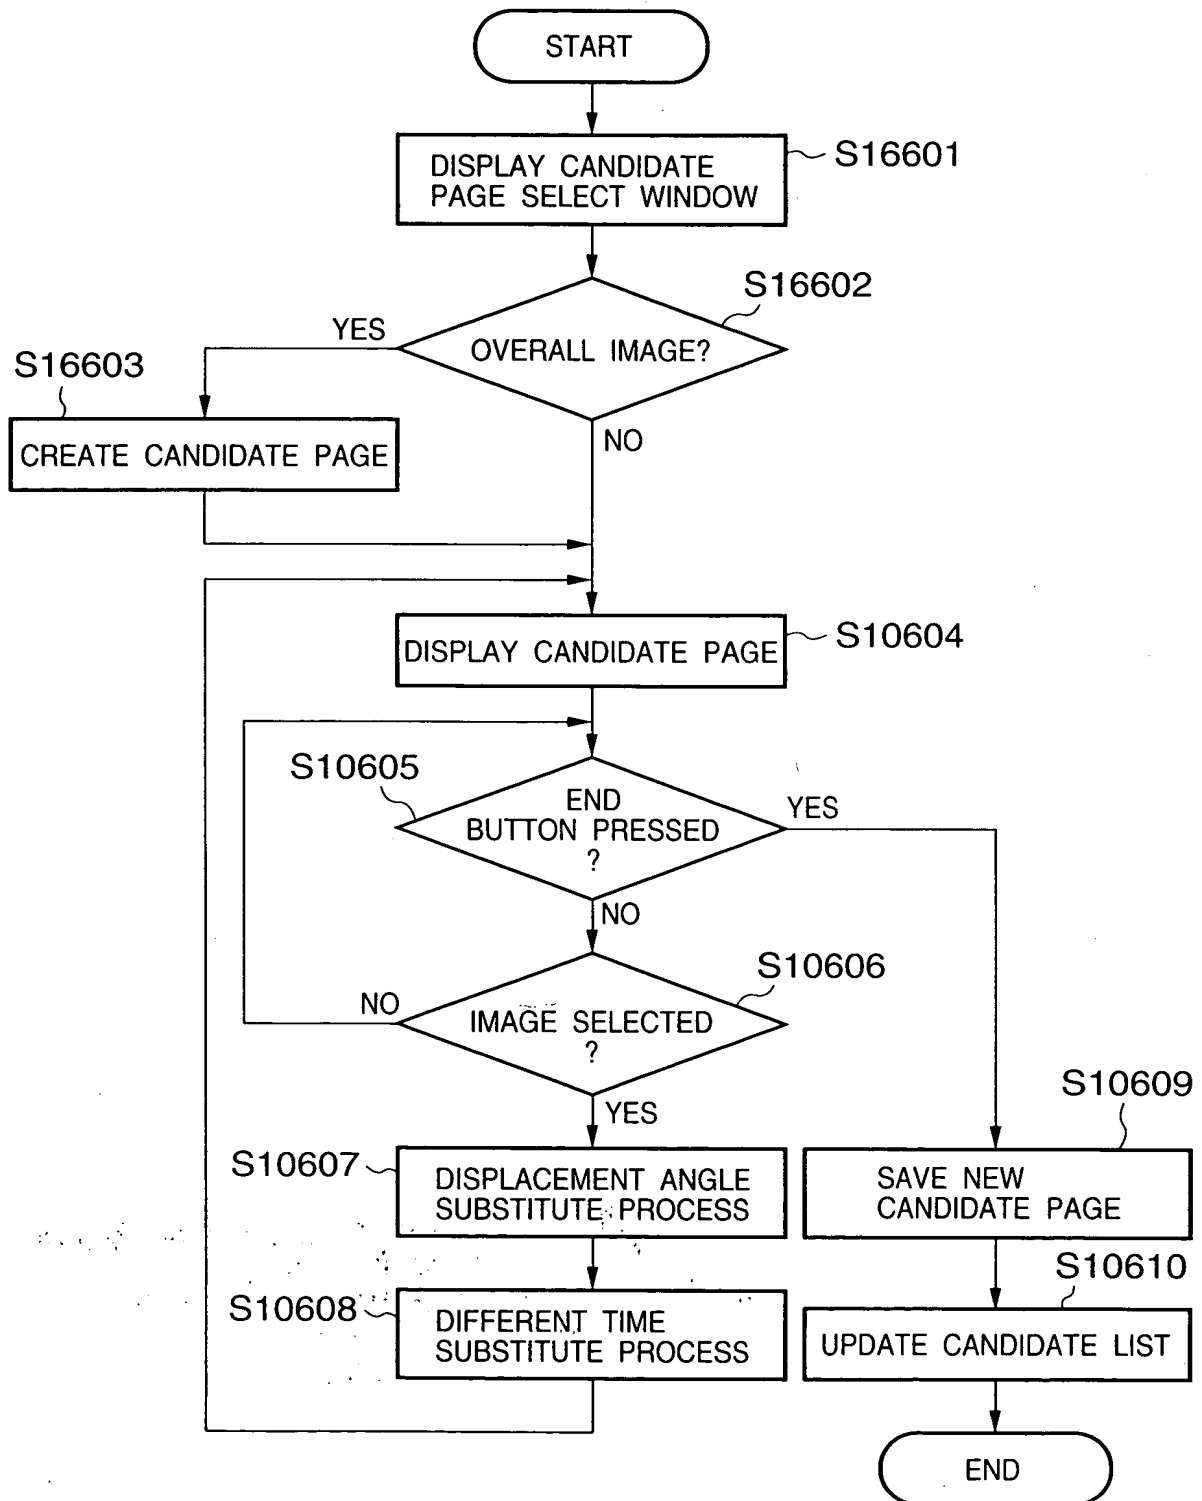 START
DISPLAY CANDIDATE
PAGE SELECT WINDOW
S16601
S16602
YES
OVERALL IMAGE?
S16603
NO
CREATE CANDIDATE PAGE
DISPLAY CANDIDATE PAGE
S10604
S10605
END
BUTTON PRESSED
?
YES
NO
S10606
NO
IMAGE SELECTED
?
YES
S10609
S10607
DISPLACEMENT ANGLE
SUBSTITUTE PROCESS
SAVE NEW
CANDIDATE PAGE
S10610
S10608
DIFFERENT TIME
SUBSTITUTE PROCESS
UPDATE CANDIDATE LIST
END